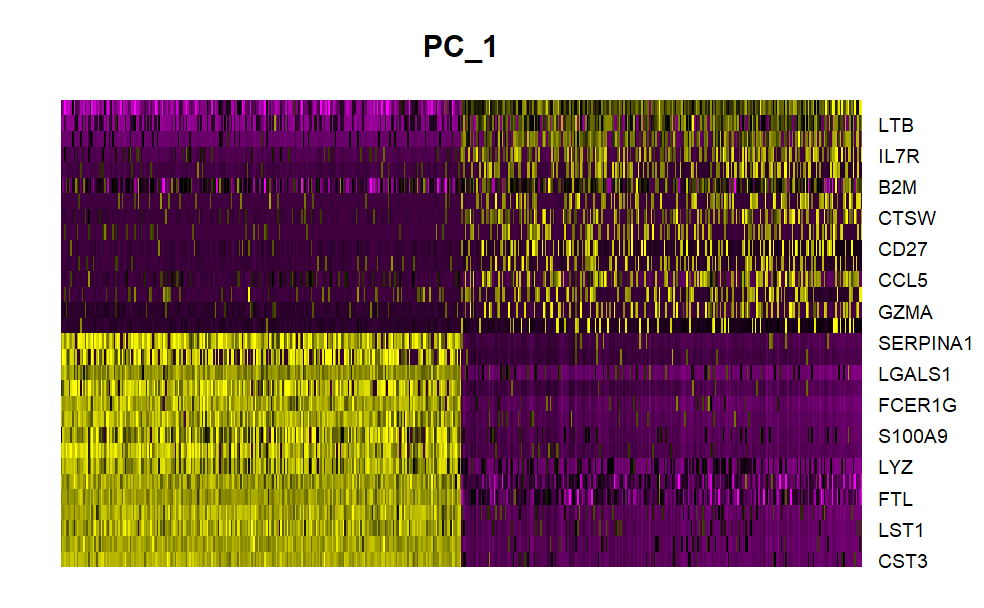 PC_1
LTB
IL7R
B2M
CTSW
CD27
CCL5
GZMA
SERPINA1
LGALS1
FCER1G
S100A9
LYZ
FTL
LST1
CST3